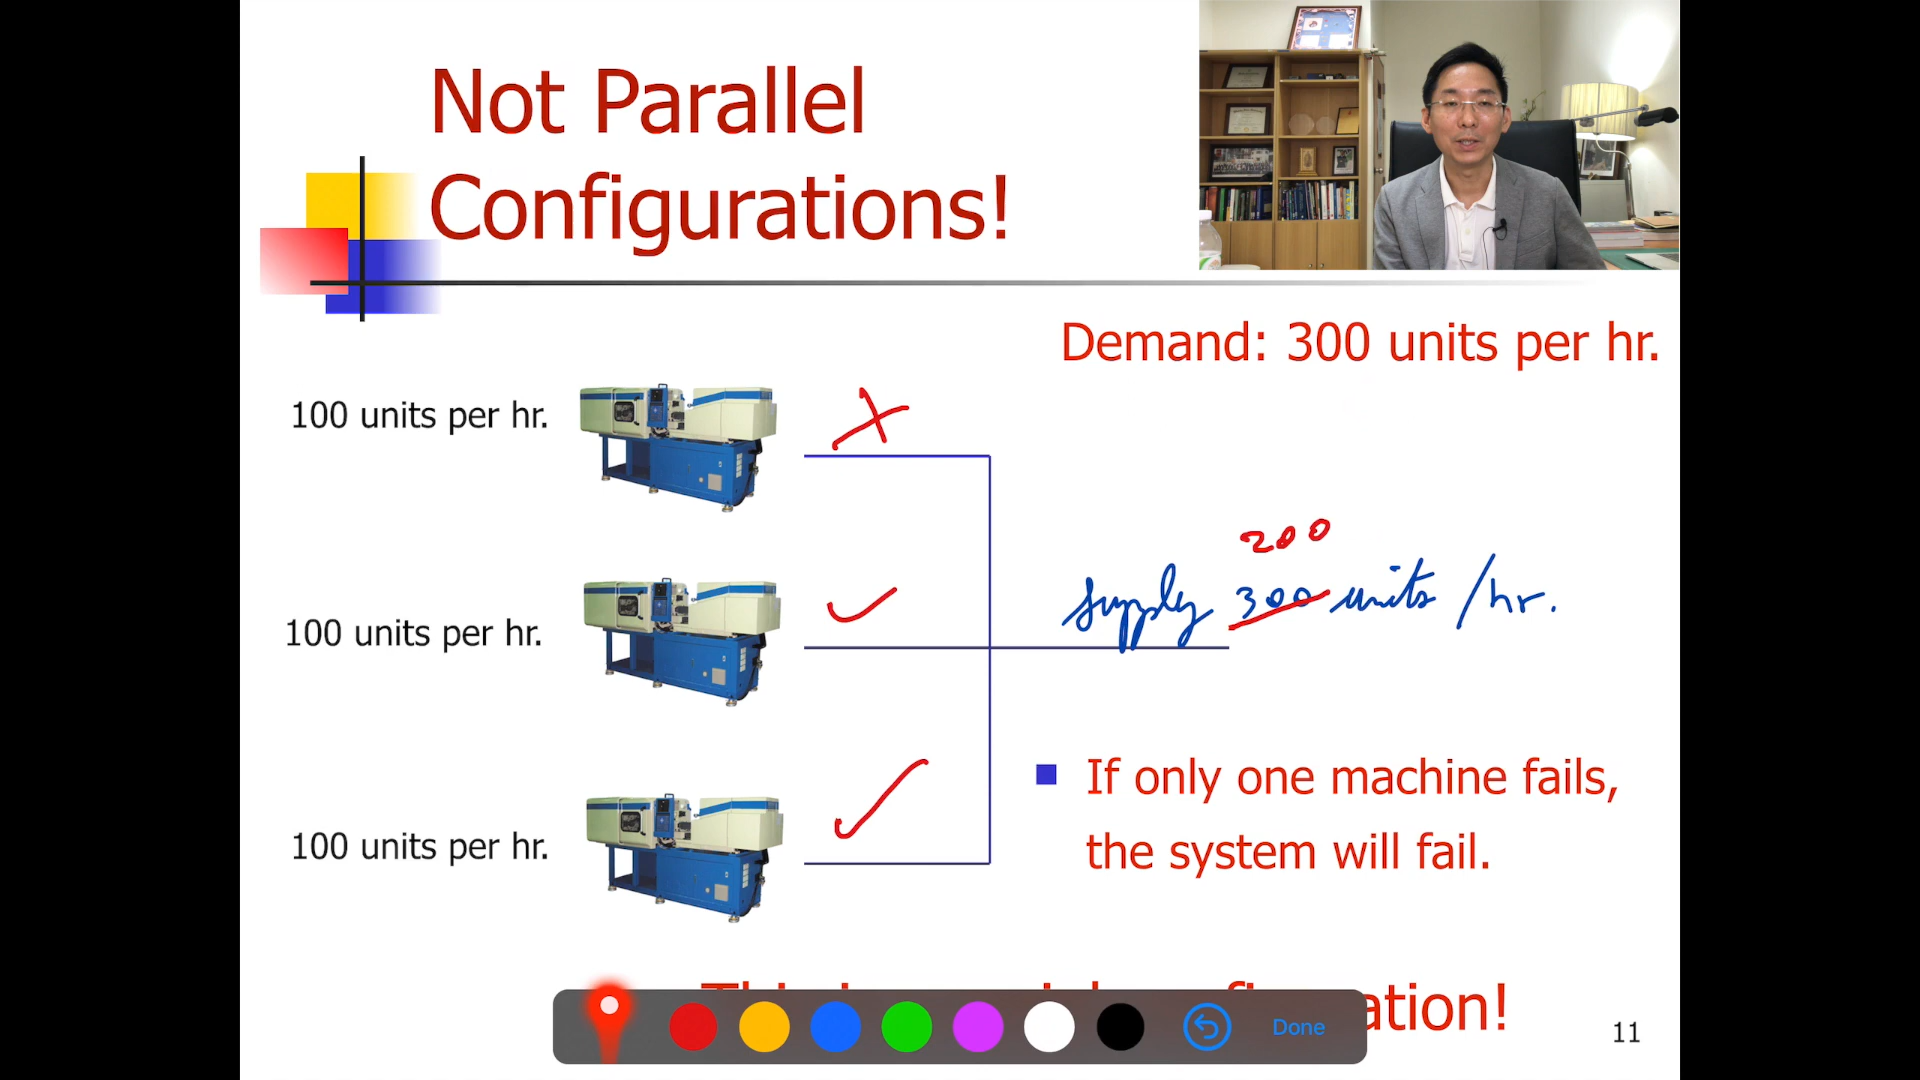 Not Parallel
Configurations!
Demand: 300 units per hr.
100 units per hr.
200
supply 300 units /hr.
100 units per hr.
If only one machine fails,
the system will fail.
100 units per hr.
Done
11